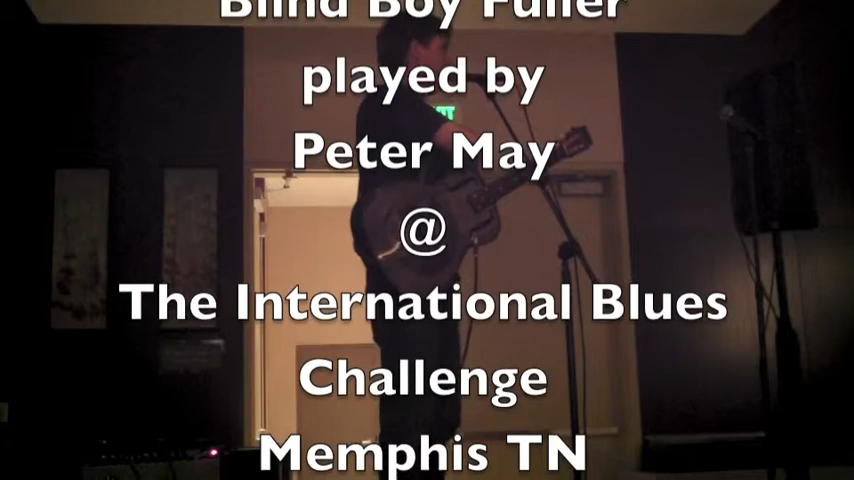 Blind Boy Fuller
played by
Peter May
@
The International Blues
Challenge
Memphis TN